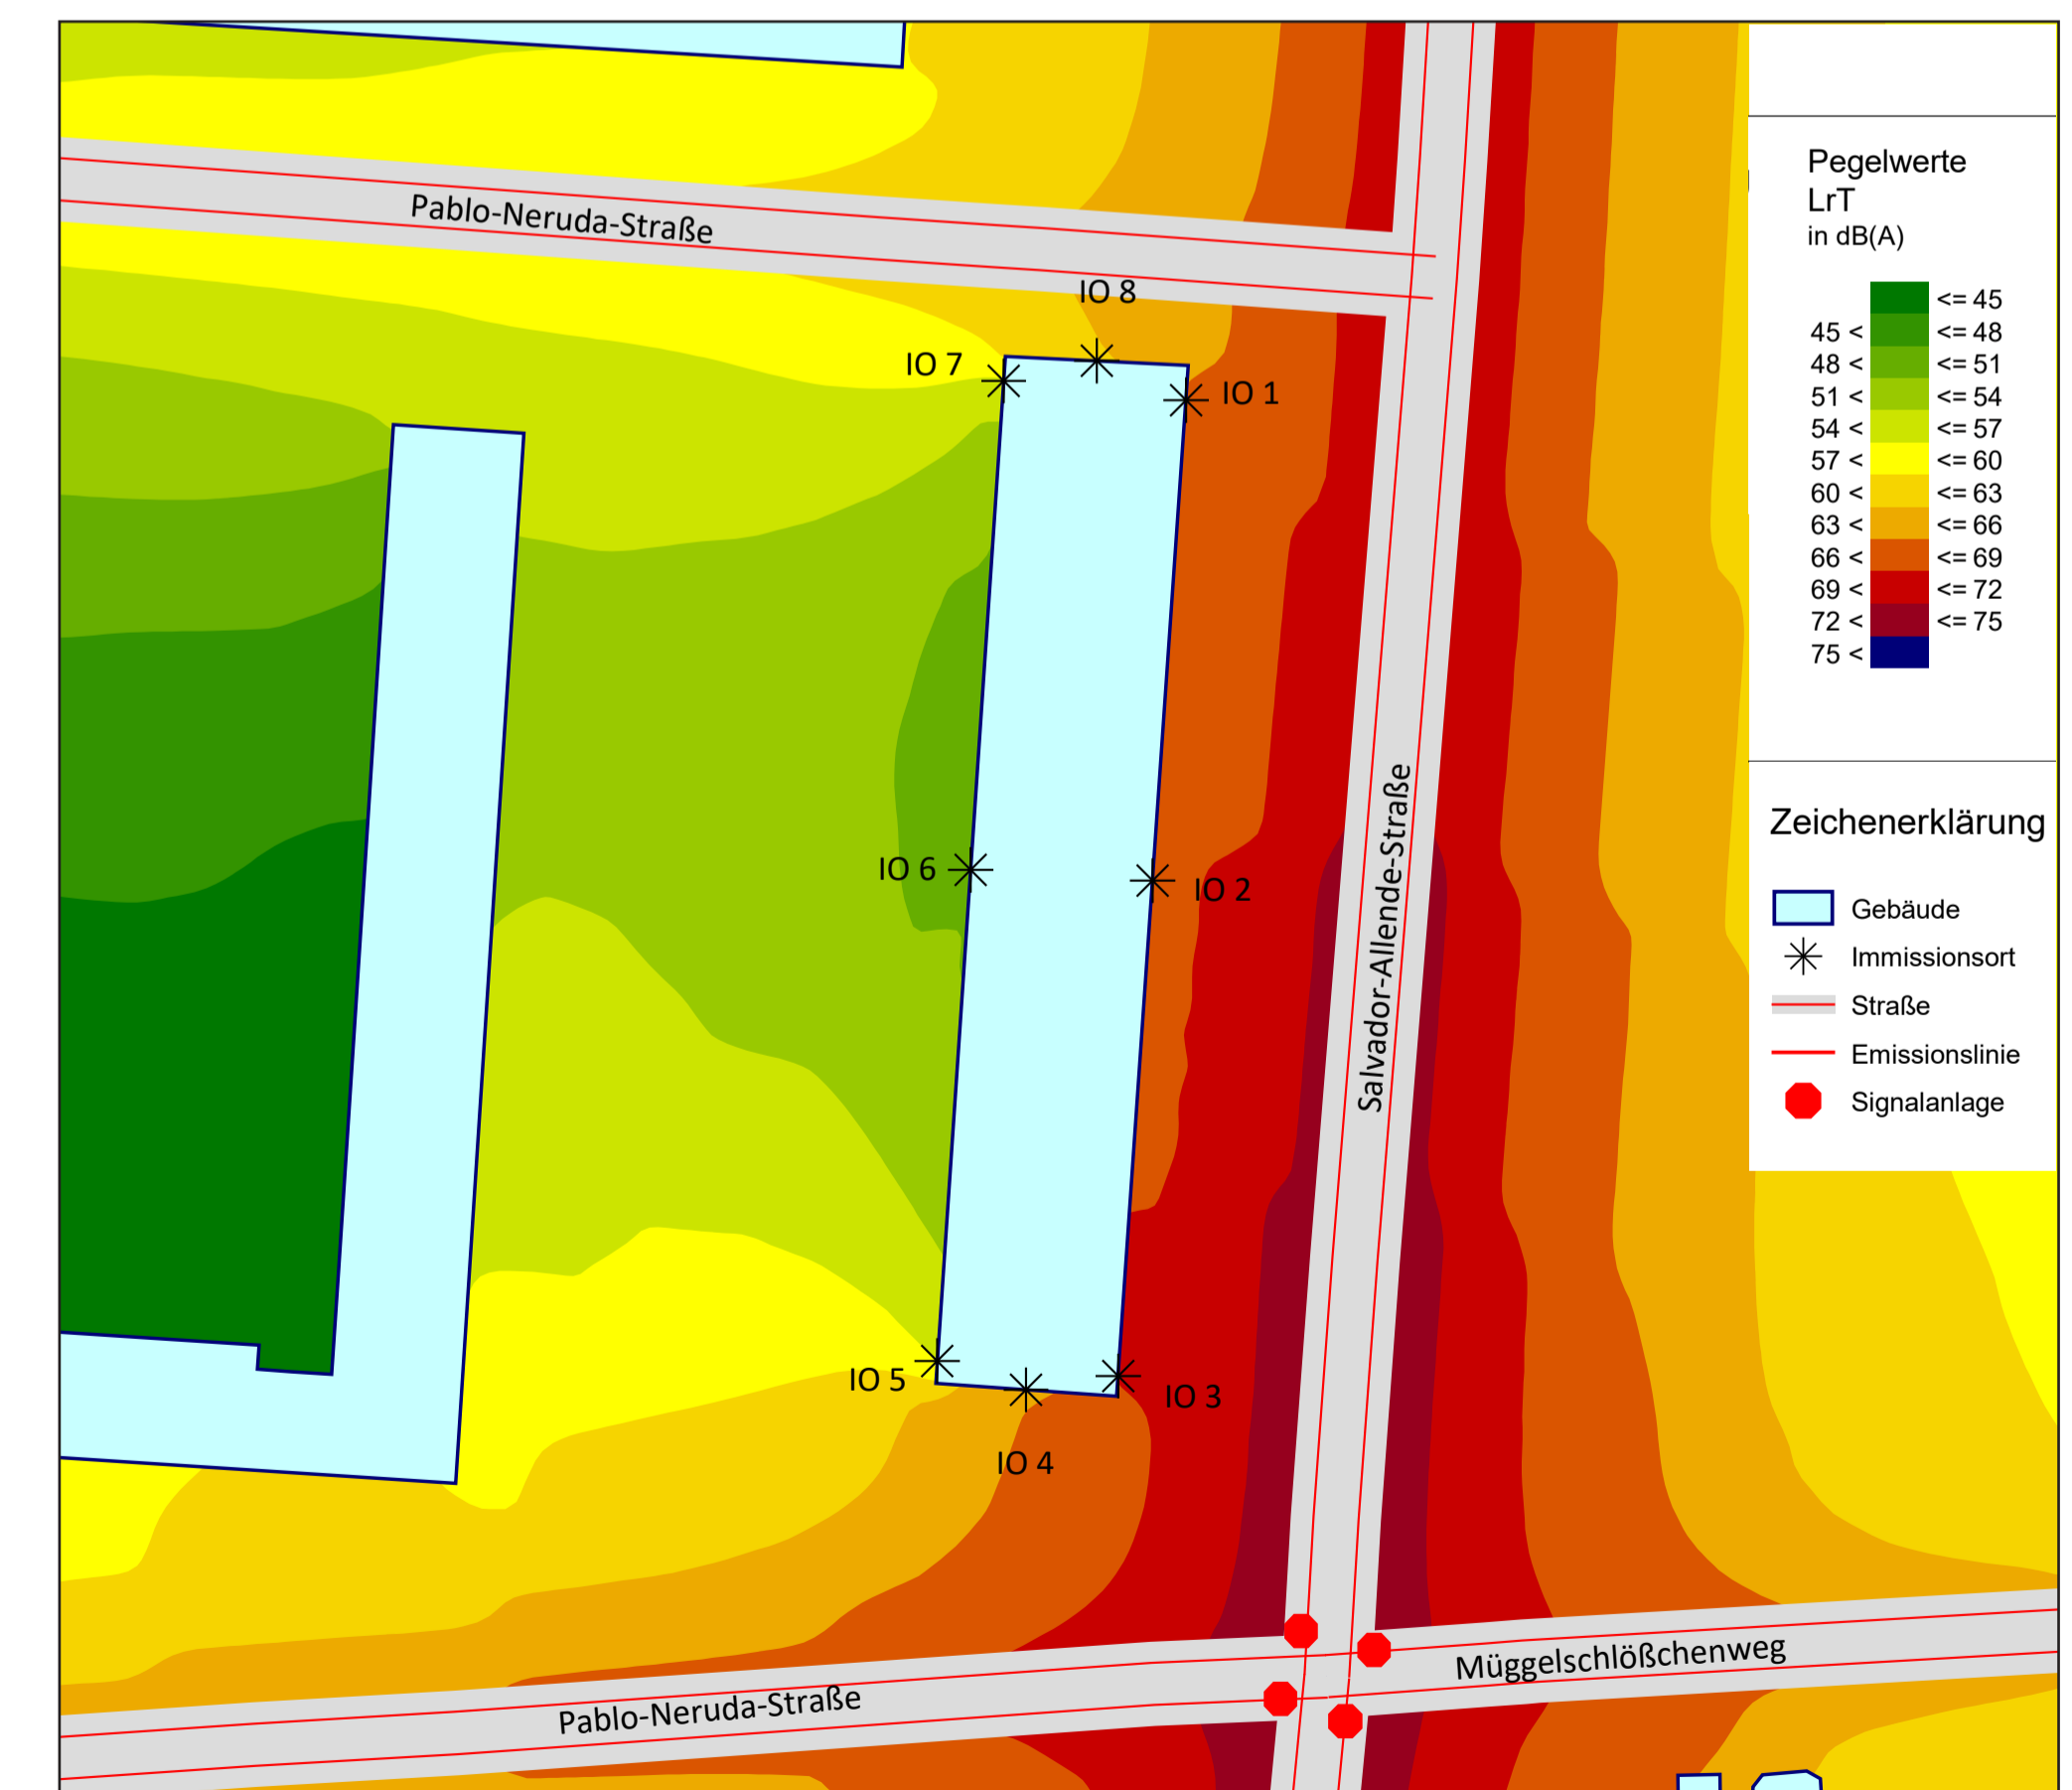 Pablo-Neruda-Straße
IO 8
IO 7
IO 1
IO 6
IO 2
Salvador-Allende-Straße
IO 5
IO 3
IO 4
Müggelschlößchenweg
Pablo-Neruda-Straße
Pegelwerte
LrT
in dB(A)
<= 45
45 < <= 48
48 < <= 51
51 < <= 54
54 < <= 57
57 < <= 60
60 < <= 63
63 < <= 66
66 < <= 69
69 < <= 72
72 < <= 75
75 <
Zeichenerklärung
Gebäude
Immissionsort
Straße
Emissionslinie
Signalanlage